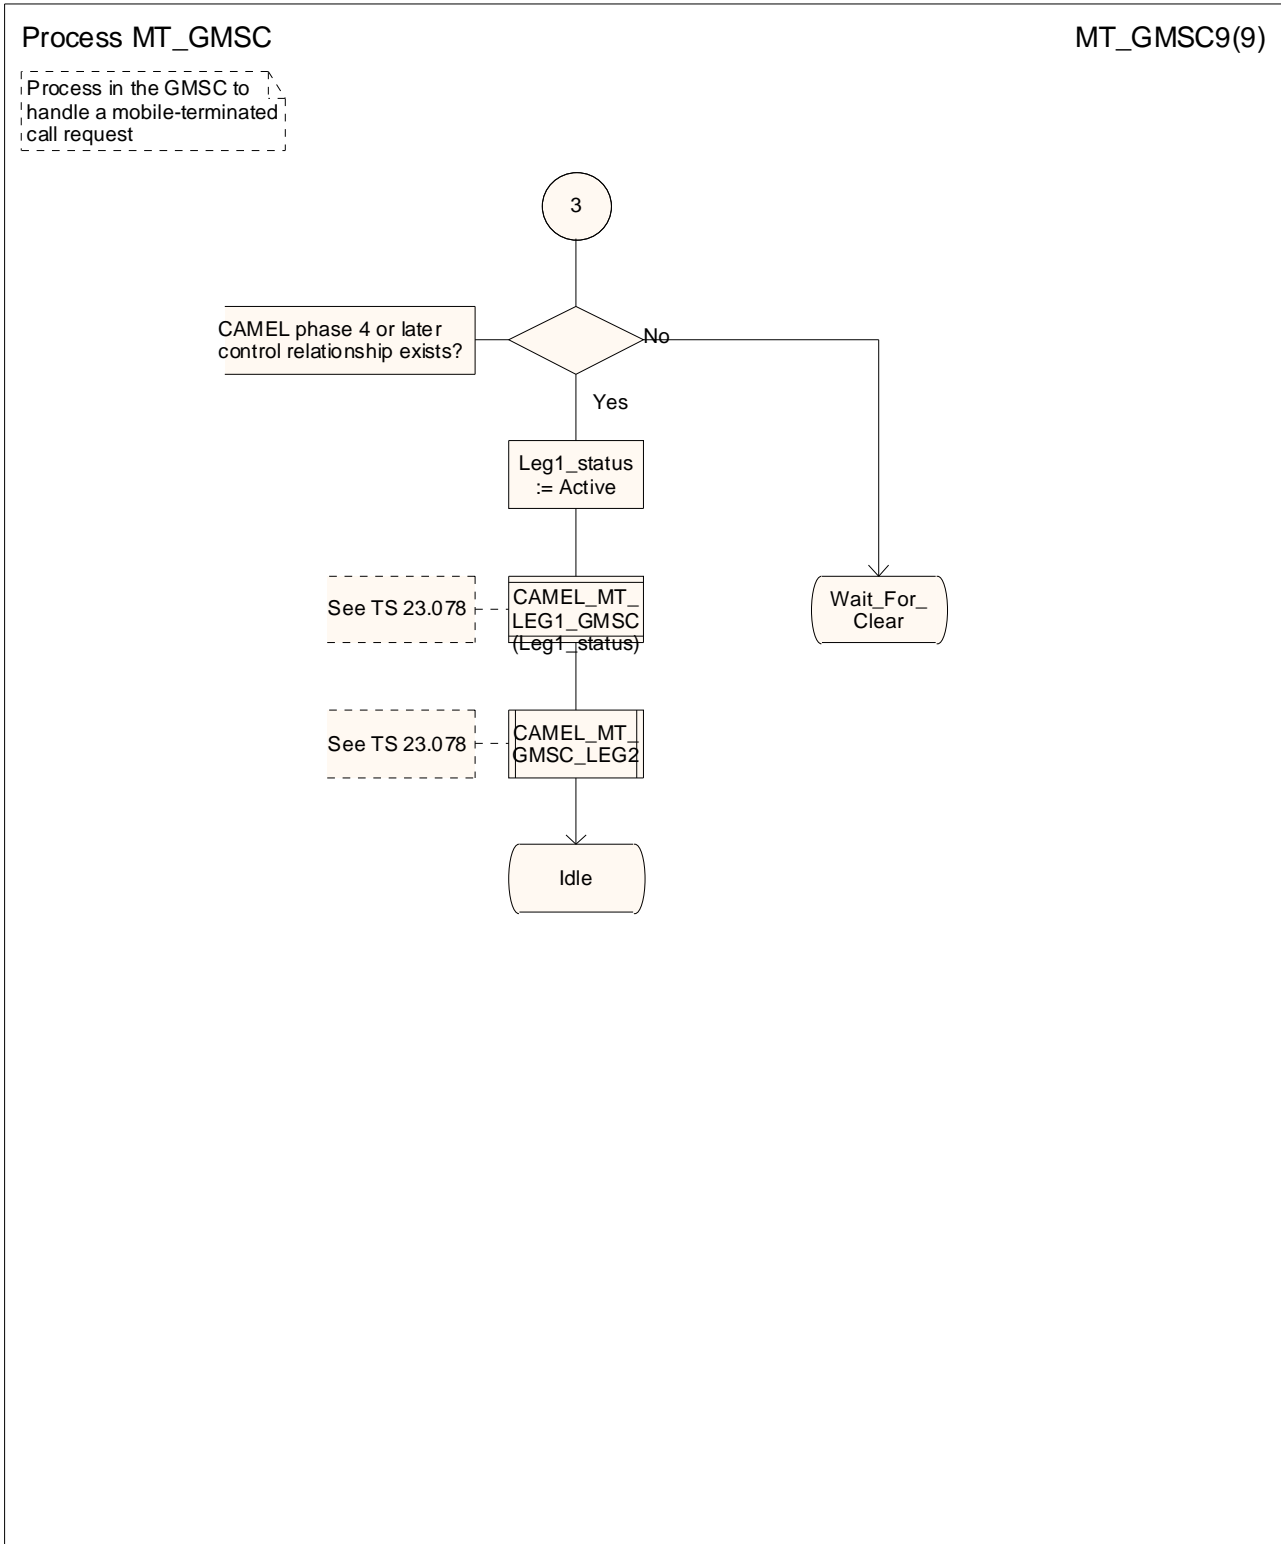 Process MT_GMSC
MT_GMSC9(9)
Process in the GMSC to
handle a mobile-terminated
call request
3
CAMEL phase 4 or later
control relationship exists?
No
Yes
Leg1_status
:= Active
See TS 23.078
CAMEL_MT_
LEG1_GMSC
(Leg1_status)
Wait_For_
Clear
See TS 23.078
CAMEL_MT_
GMSC_LEG2
Idle